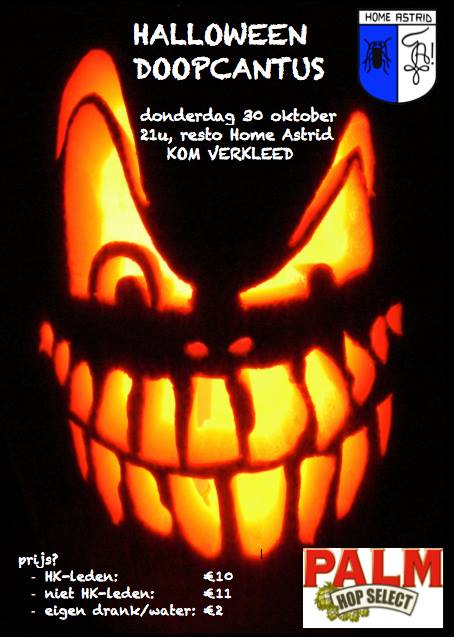 HALLOWEEN
DOOPCANTUS
HOME ASTRID
donderdag 30 oktober
21u, resto Home Astrid
KOM VERKLEED
prijs?
- HK-leden: €10
- niet HK-leden: €11
- eigen drank/water: €2
PALM
HOP SELECT